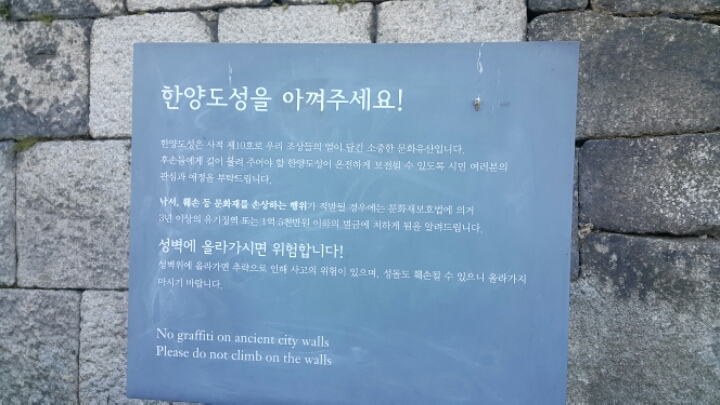 한양도성을 아껴주세요!
한양도성은 사적 제10호로 우리 조상들의 얼이 담긴 소중한 문화유산입니다.
후손들에게 길이 물려 주어야 할 한양도성이 온전하게 보전될 수 있도록 시민 여러분의
관심과 애정을 부탁드립니다.
낙서, 훼손 등 문화재를 손상하는 행위가 적발될 경우에는 문화재보호법에 의거
3년 이상의 유기징역 또는 1억 5천만원 이하의 벌금에 처하게 됨을 알려드립니다.
성벽에 올라가시면 위험합니다!
성벽위에 올라가면 추락으로 인해 사고의 위험이 있으며, 성돌도 훼손될 수 있으니 올라가지
마시기 바랍니다.
No graffiti on ancient city walls
Please do not climb on the walls